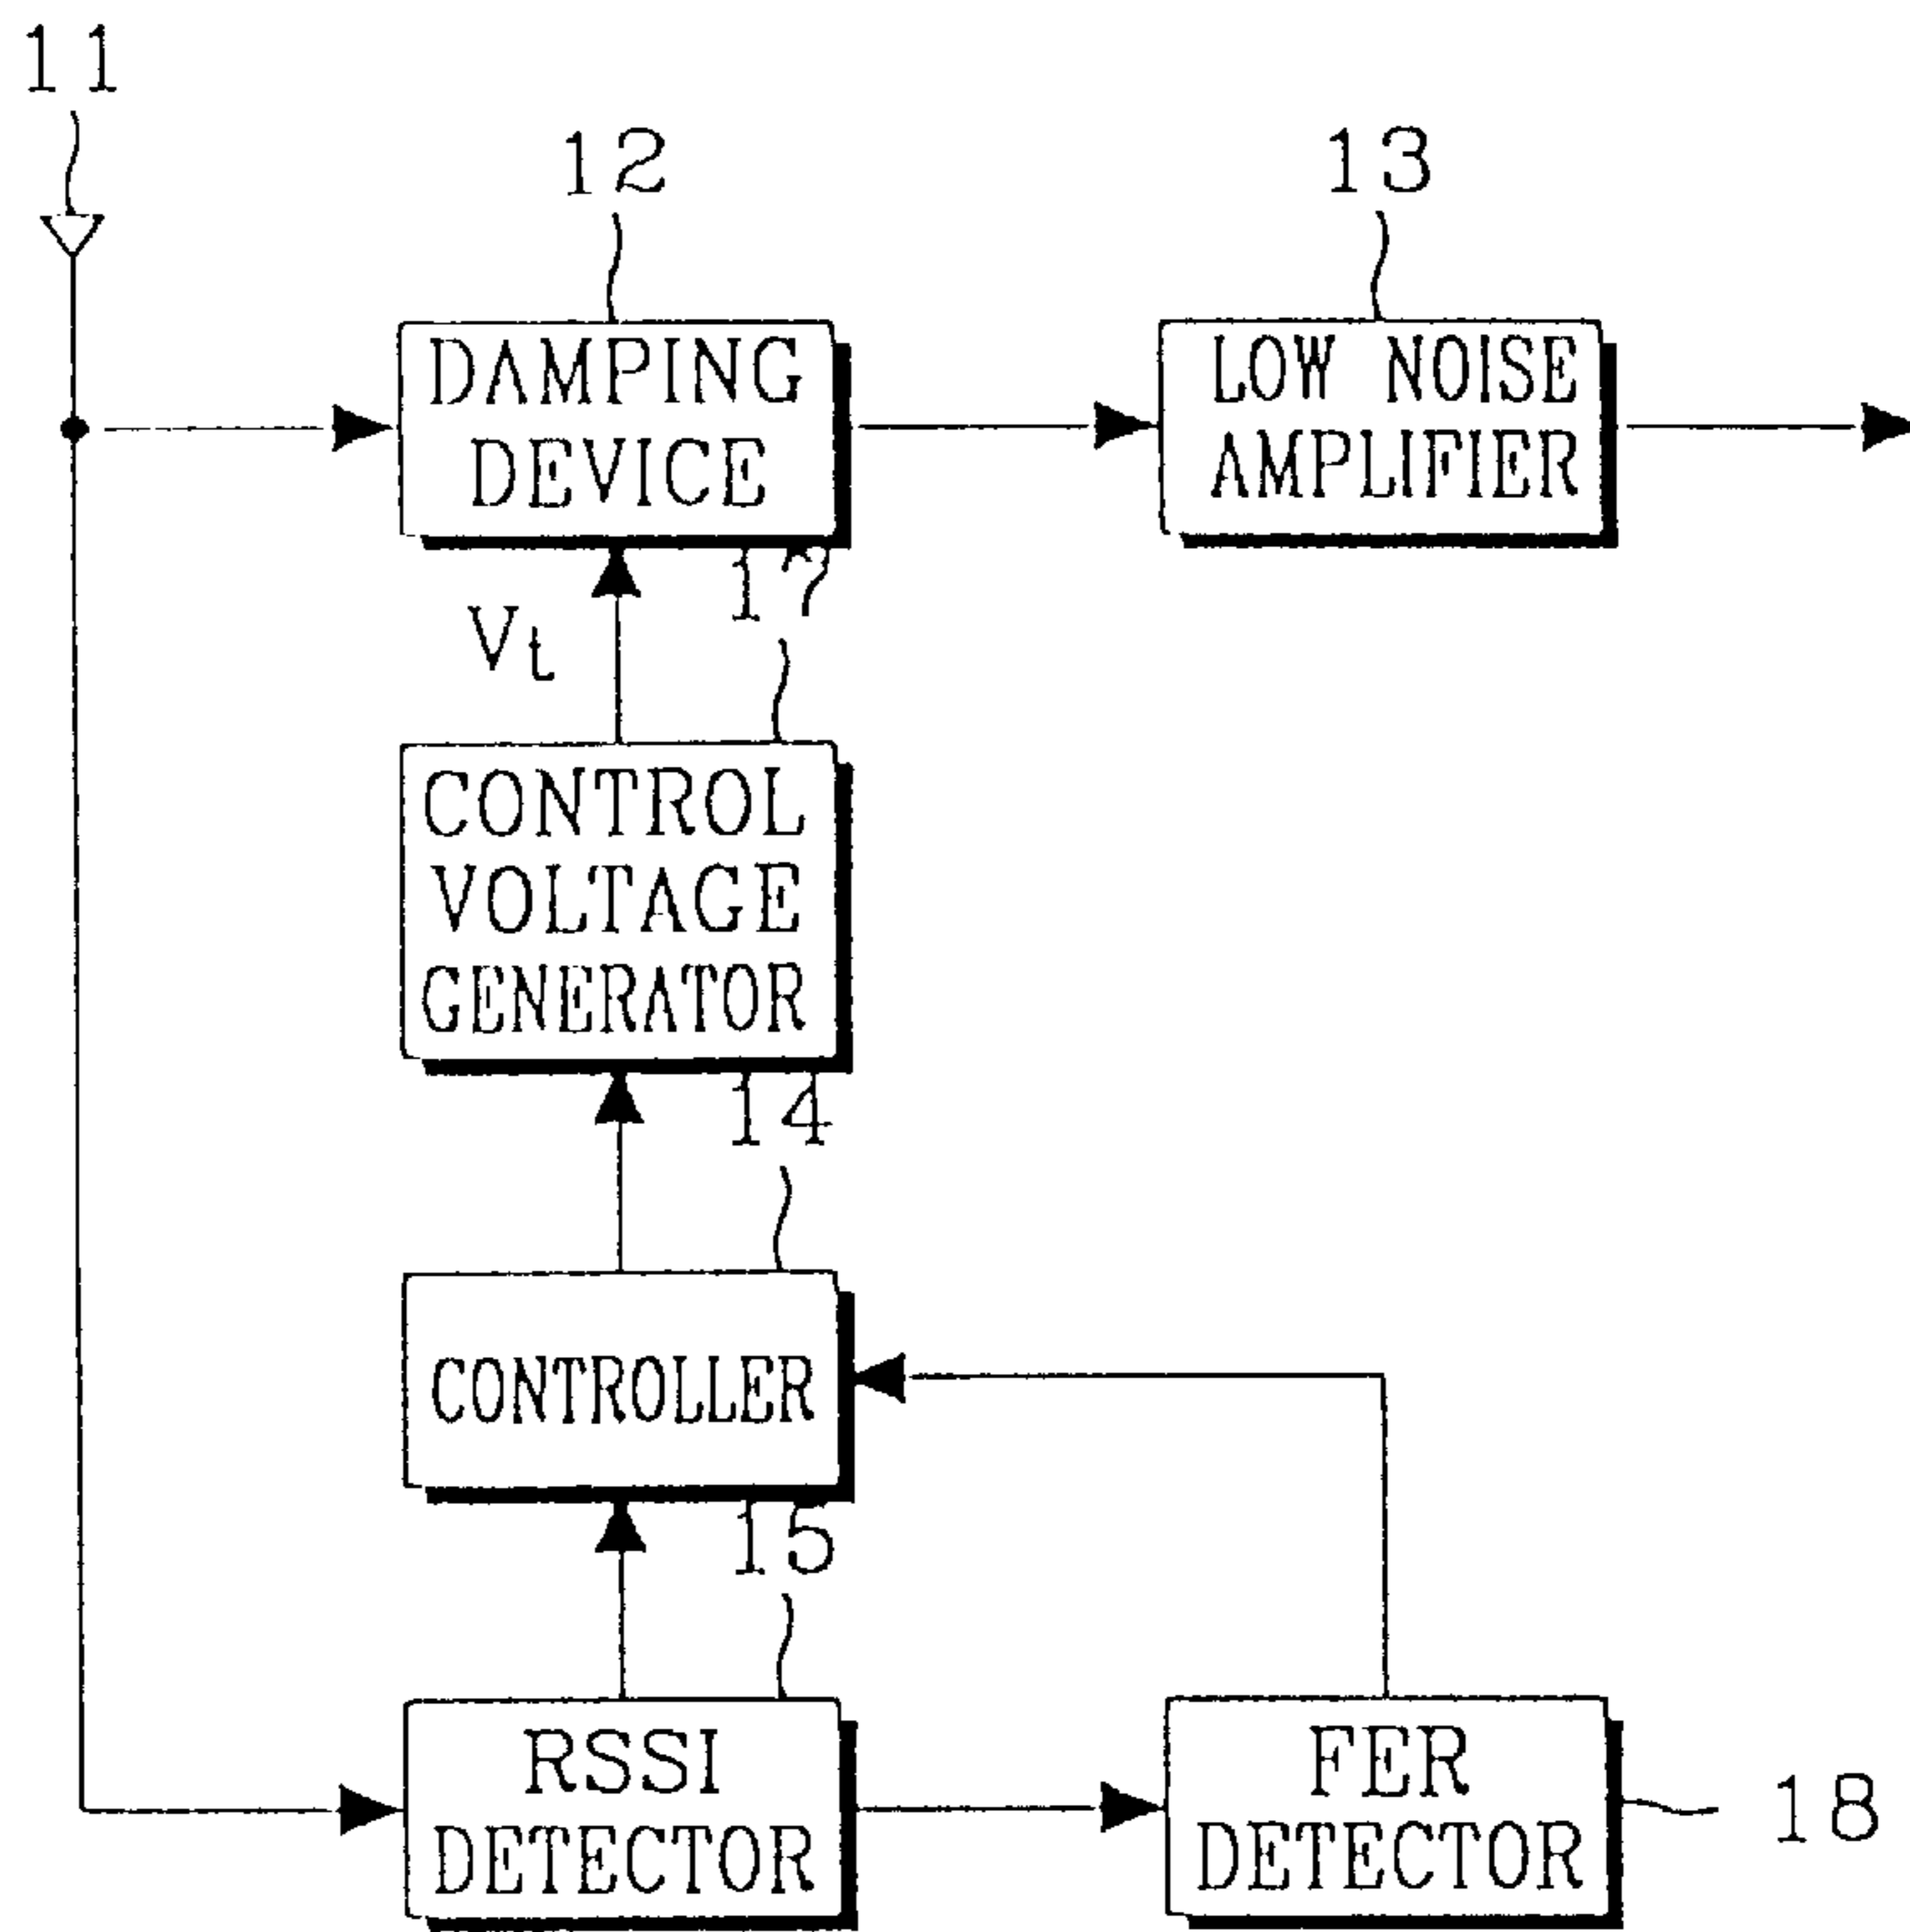 11
12
13
DAMPING
DEVICE
LOW NOISE
AMPLIFIER
17
Vt
CONTROL
VOLTAGE
GENERATOR
14
CONTROLLER
15
RSSI
DETECTOR
FER
DETECTOR
18